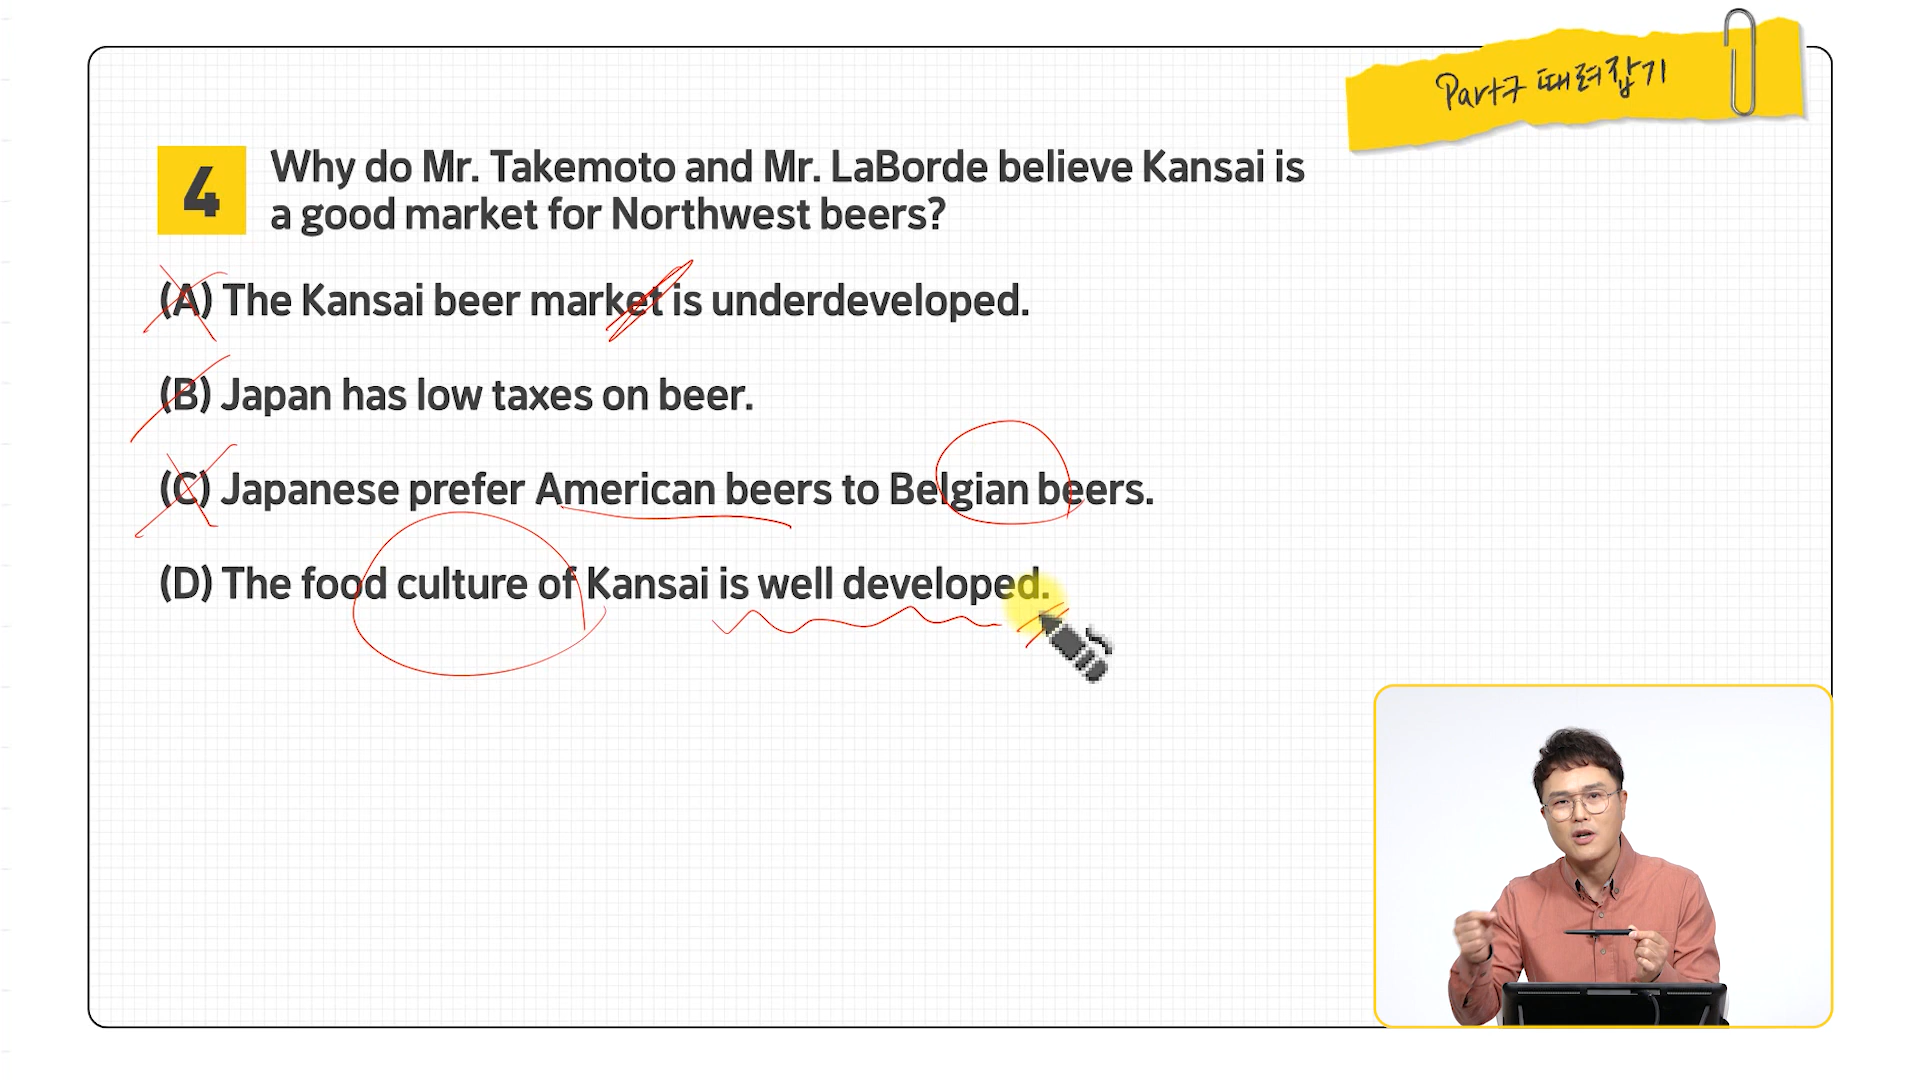 Part7 때려잡기
4
Why do Mr. Takemoto and Mr. LaBorde believe Kansai is
a good market for Northwest beers?
(A) The Kansai beer market is underdeveloped.
(B) Japan has low taxes on beer.
(C) Japanese prefer American beers to Belgian beers.
(D) The food culture of Kansai is well developed.